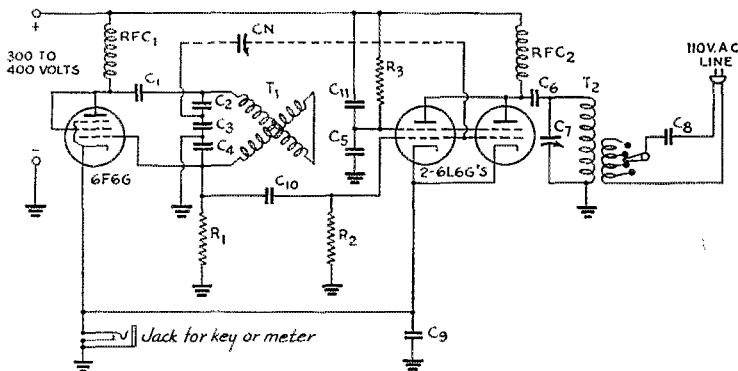 +
300 TO
400 VOLTS
-
RFC1
C1
CN
C2
C3
C4
T1
R3
C11
C5
RFC2
C6
C7
T2
110V. A C
LINE
C8
6F6G
2-6L6G'S
C10
R1
R2
Jack for key or meter
C9